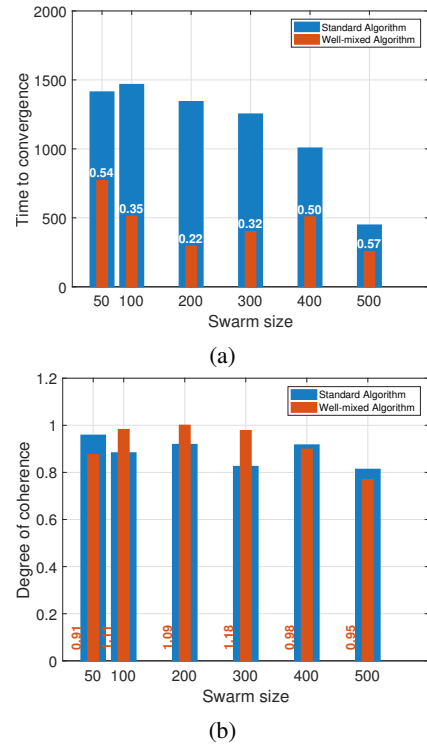 Standard Algorithm
Well-mixed Algorithm
2000
1500
1000
500
0
Time to convergence
0.54
0.35
0.22
0.32
0.50
0.57
50 100 200 300 400 500
Swarm size
(a)
Standard Algorithm
Well-mixed Algorithm
1.2
1
0.8
0.6
0.4
0.2
0
Degree of coherence
0.91
1.11
1.09
1.18
0.98
0.95
50 100 200 300 400 500
Swarm size
(b)